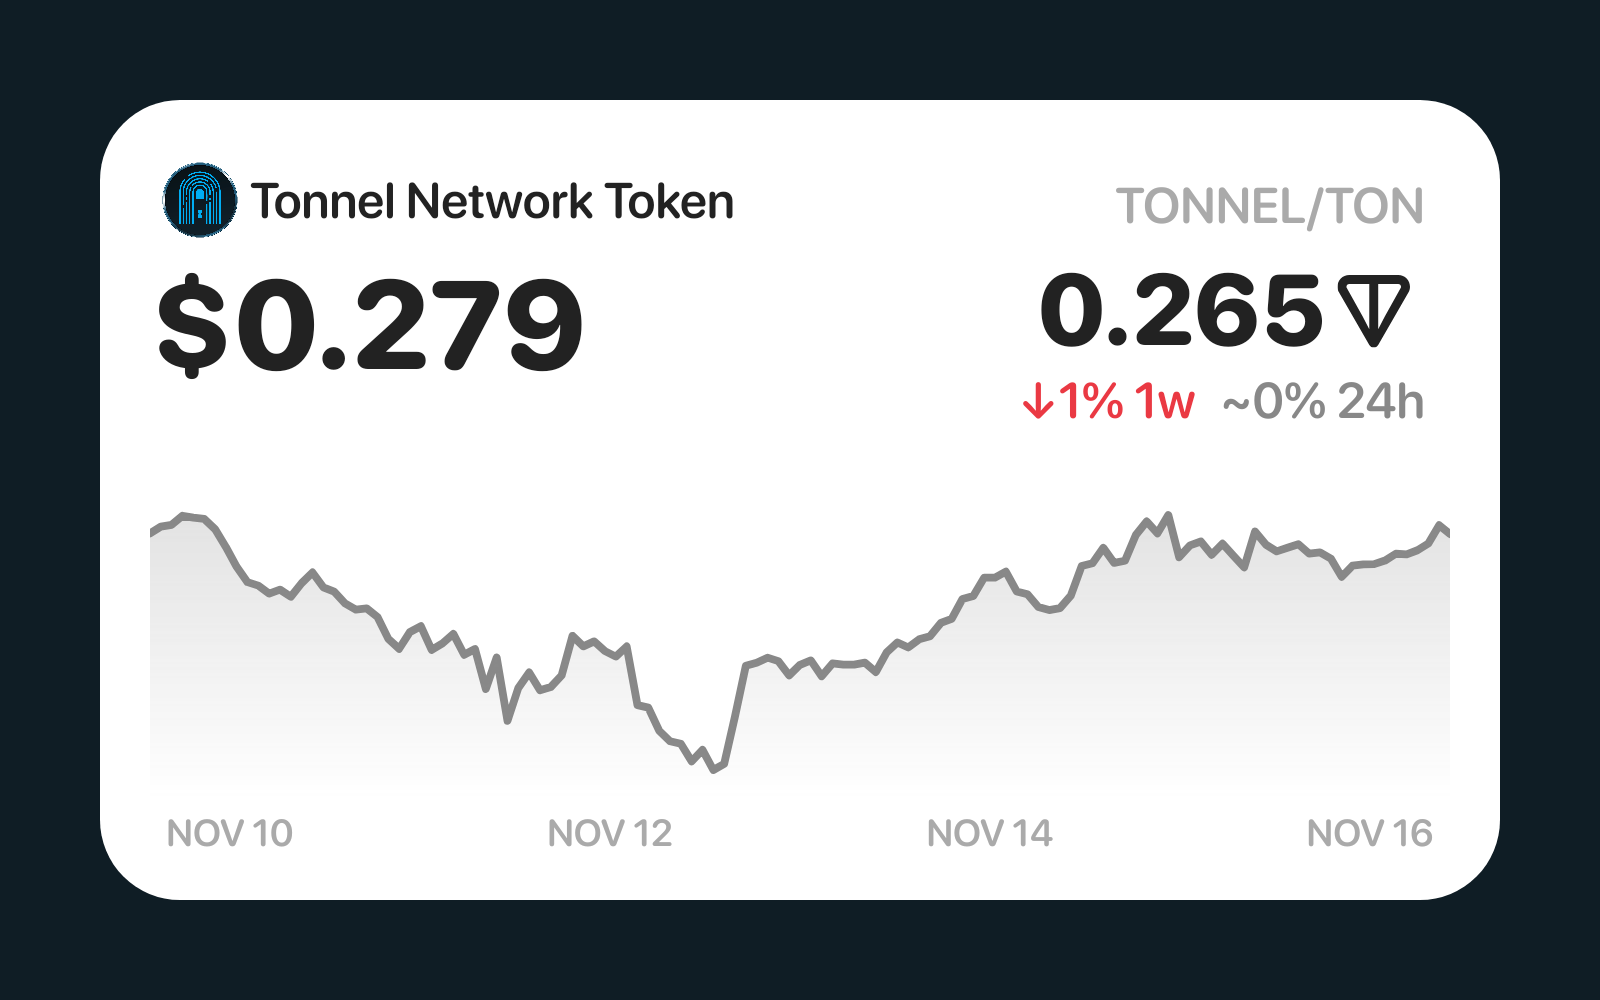 Tonnel Network Token
TONNEL/TON
$0.279
0.265
↓1% 1w ~0% 24h
NOV 10
NOV 12
NOV 14
NOV 16